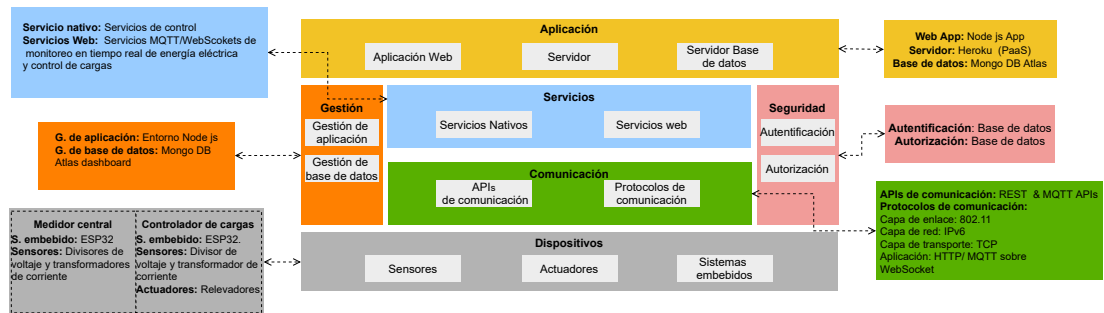 Servicio nativo: Servicios de control
Servicios Web: Servicios MQTT/WebScokets de
monitoreo en tiempo real de energía eléctrica
y control de cargas
G. de aplicación: Entorno Node js
G. de base de datos: Mongo DB
Atlas dashboard
Medidor central
S. embebido: ESP32
Sensores: Divisores de
voltaje y transformadores
de corriente
Controlador de cargas
S. embebido: ESP32.
Sensores: Divisor de
voltaje y transformador de
corriente
Actuadores: Relevadores
Aplicación
Aplicación Web
Servidor
Servidor Base
de datos
Gestión
Gestión de
aplicación
Gestión de
base de datos
Servicios
Servicios Nativos
Servicios web
Comunicación
APIs
de comunicación
Protocolos de
comunicación
Seguridad
Autentificación
Autorización
Dispositivos
Sensores
Actuadores
Sistemas
embebidos
Web App: Node js App
Servidor: Heroku (PaaS)
Base de datos: Mongo DB Atlas
Autentificación: Base de datos
Autorización: Base de datos
APIs de comunicación: REST & MQTT APIs
Protocolos de comunicación:
Capa de enlace: 802.11
Capa de red: IPv6
Capa de transporte: TCP
Aplicación: HTTP/ MQTT sobre
WebSocket